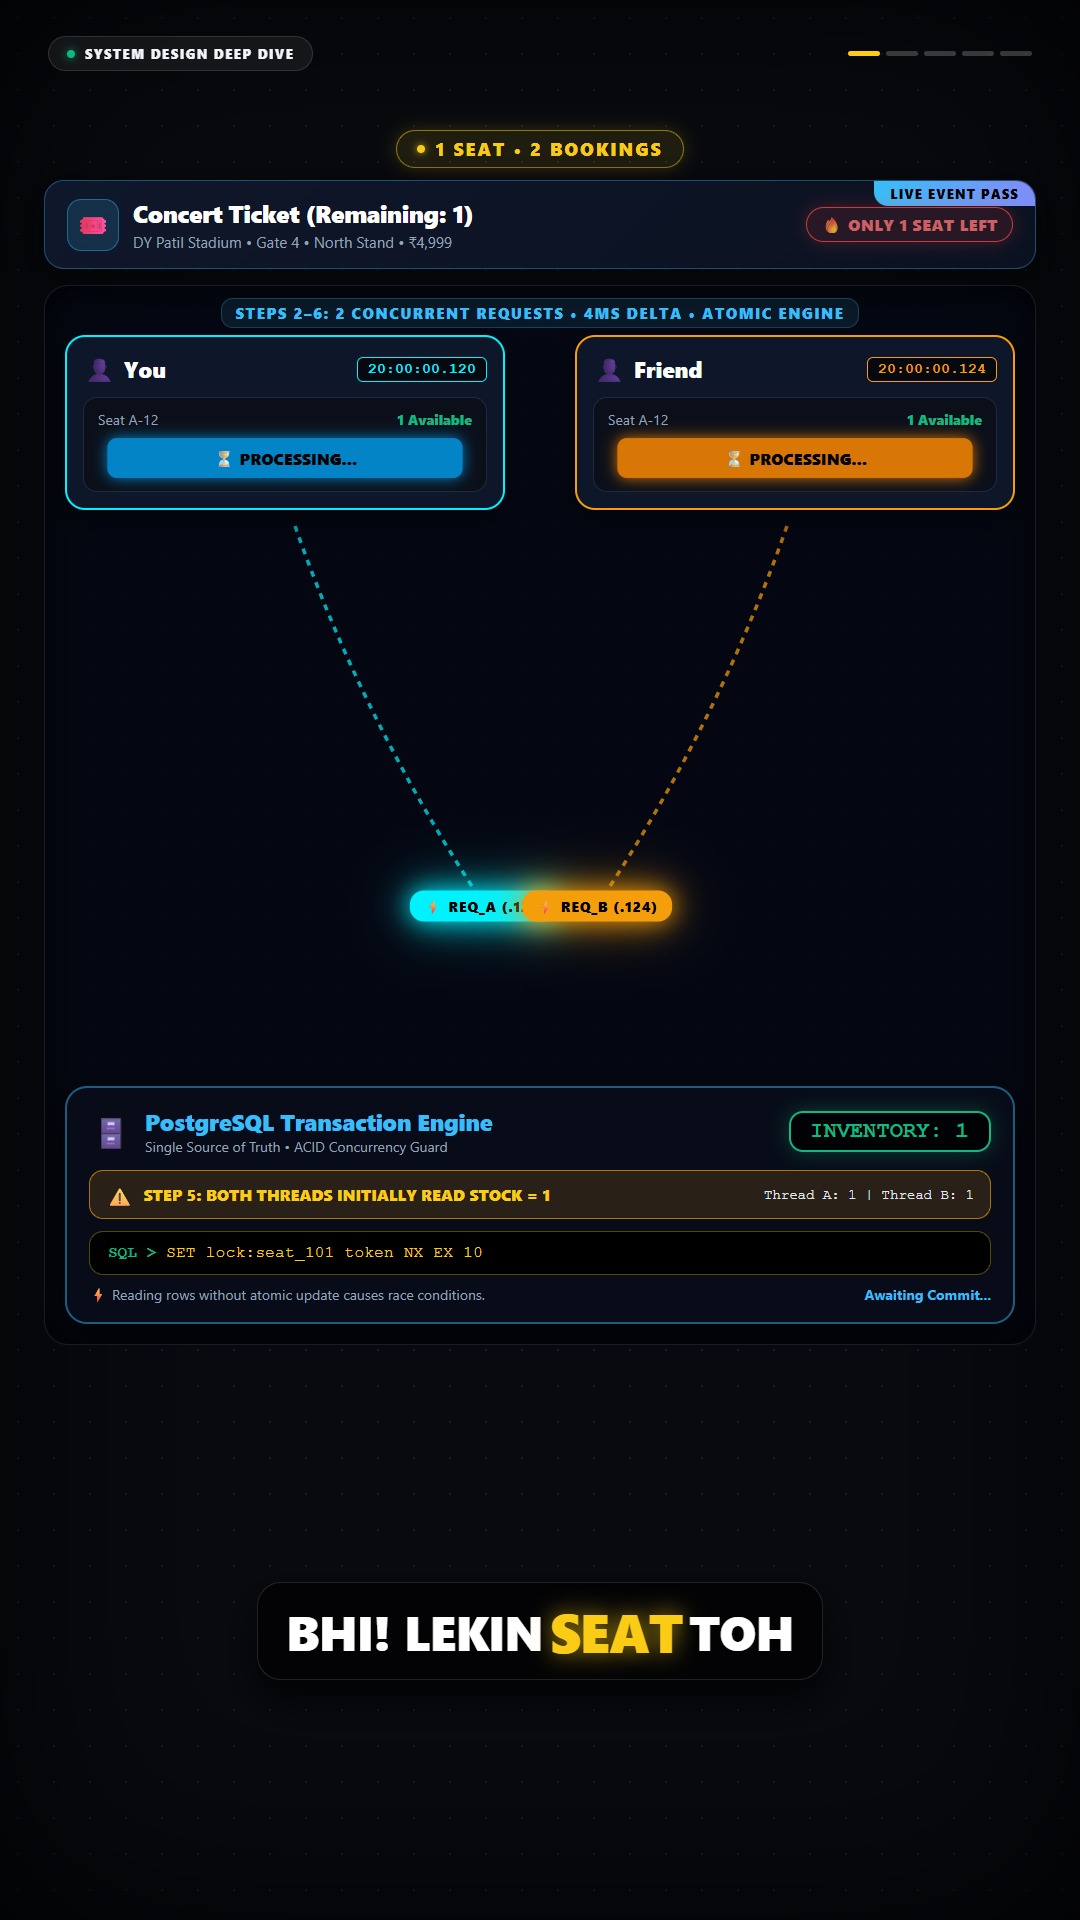 SYSTEM DESIGN DEEP DIVE
1 SEAT • 2 BOOKINGS
LIVE EVENT PASS
Concert Ticket (Remaining: 1)
DY Patil Stadium • Gate 4 • North Stand • ₹4,999
ONLY 1 SEAT LEFT
STEPS 2–6: 2 CONCURRENT REQUESTS • 4MS DELTA • ATOMIC ENGINE
You
20:00:00.120
Seat A-12
1 Available
PROCESSING...
Friend
20:00:00.124
Seat A-12
1 Available
PROCESSING...
REQ_A
REQ_B (.124)
PostgreSQL Transaction Engine
Single Source of Truth • ACID Concurrency Guard
INVENTORY: 1
STEP 5: BOTH THREADS INITIALLY READ STOCK = 1
Thread A: 1 | Thread B: 1
SQL > SET lock:seat_101 token NX EX 10
Reading rows without atomic update causes race conditions.
Awaiting Commit...
BHI! LEKIN SEAT TOH